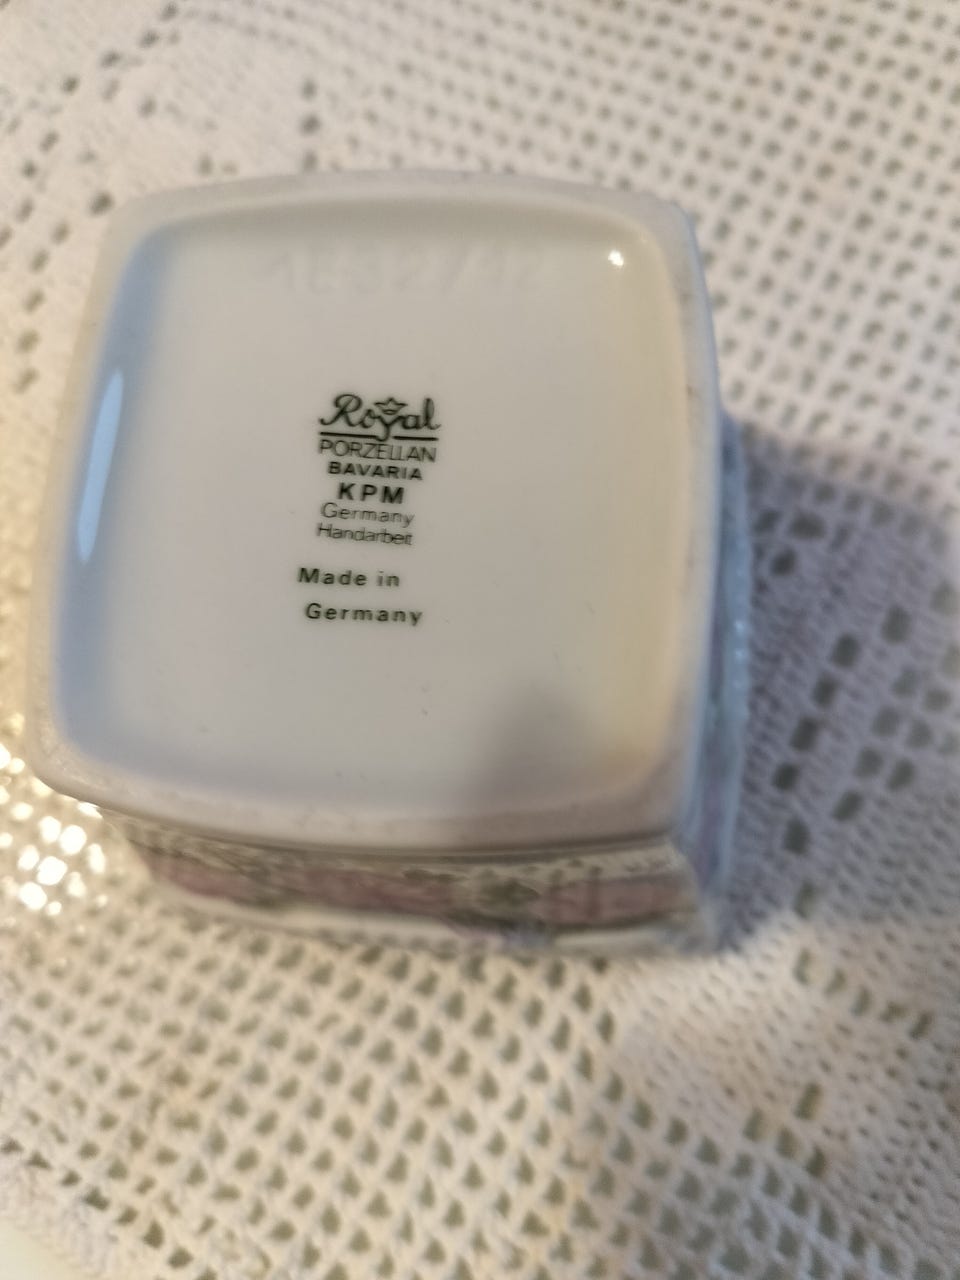 Royal
PORZELLAN
BAVARIA
KPM
Germany
Handarbeit
Made in
Germany